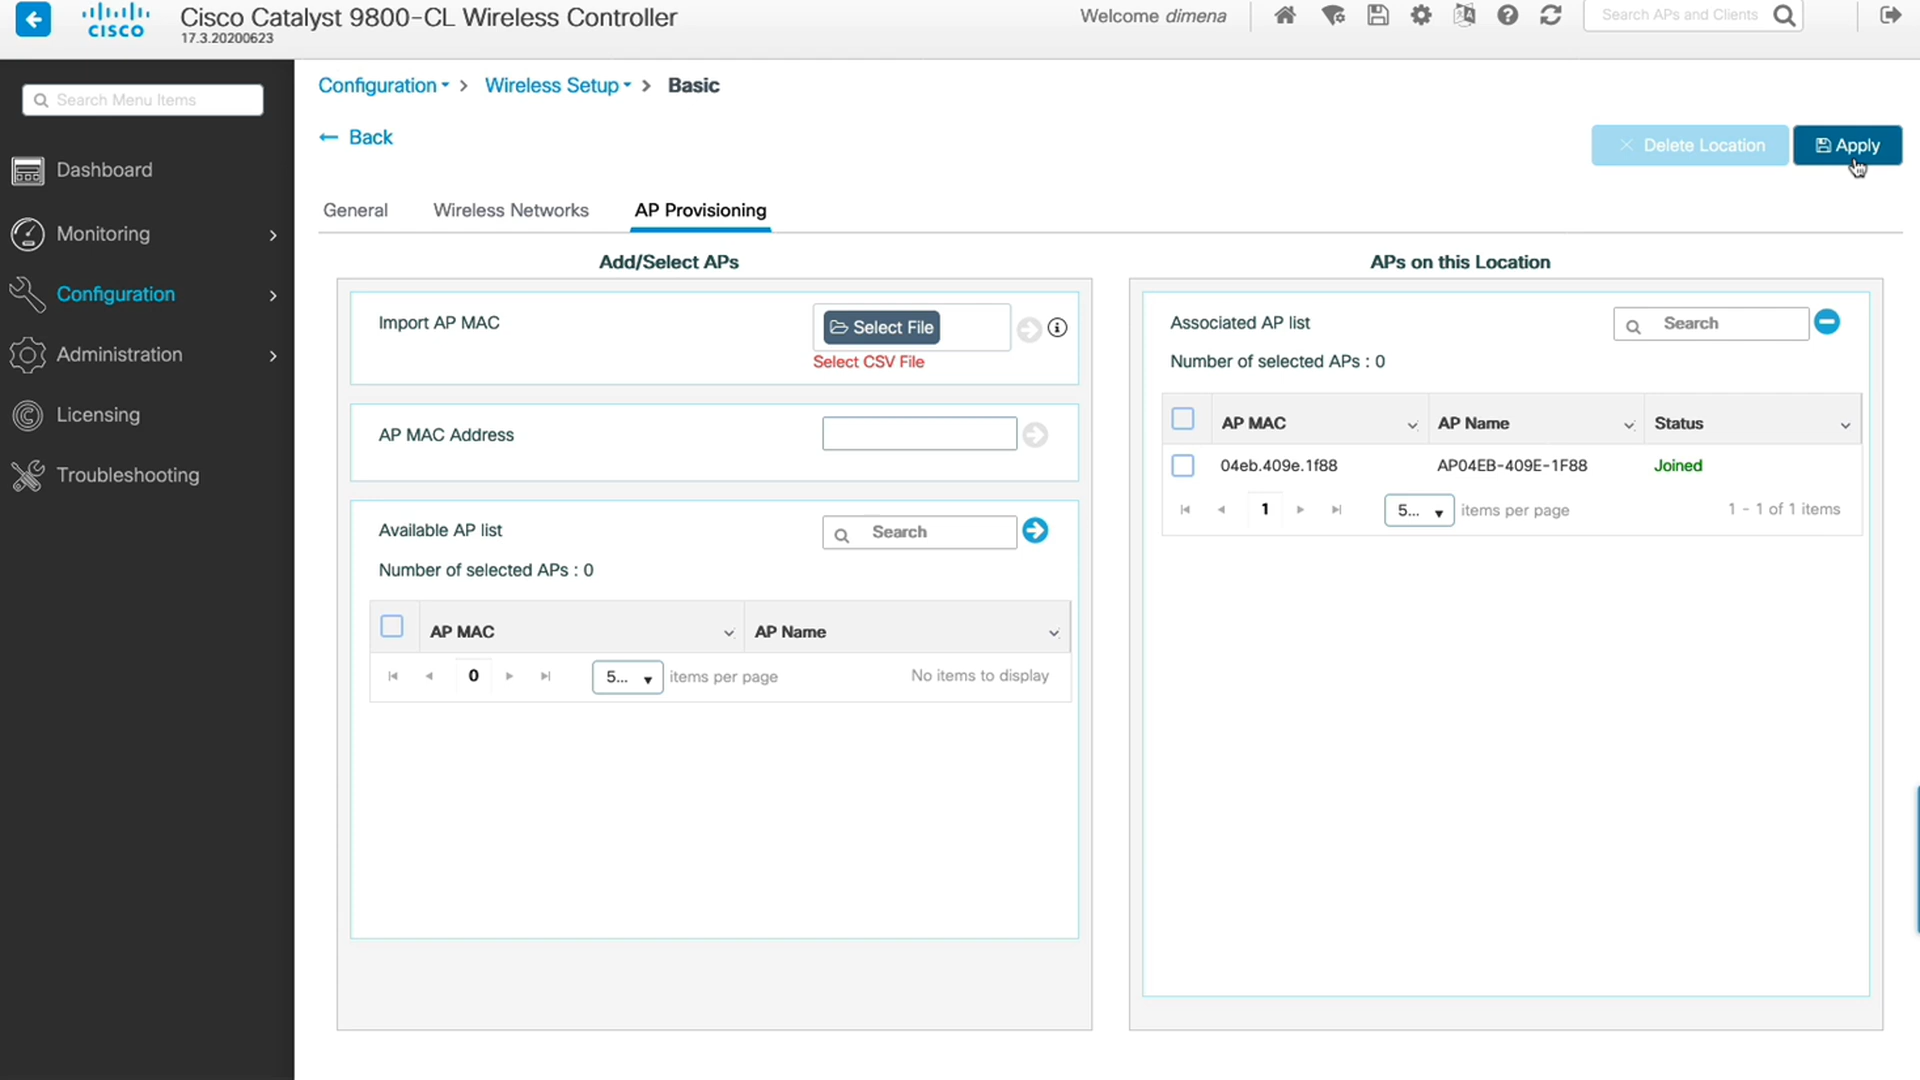 Cisco Catalyst 9800-CL Wireless Controller
17.3.20200623
CISCO
Welcome dimena
Search APs and Clients
Search Menu Items
Dashboard
Monitoring
Configuration
Administration
Licensing
Troubleshooting
Configuration > Wireless Setup > Basic
← Back
Delete Location
Apply
General
Wireless Networks
AP Provisioning
Add/Select APs
Import AP MAC
Select File
Select CSV File
AP MAC Address
Available AP list
Search
Number of selected APs : 0
AP MAC
AP Name
0
5...
items per page
No items to display
APs on this Location
Associated AP list
Search
Number of selected APs : 0
AP MAC
AP Name
Status
04eb.409e.1f88
AP04EB-409E-1F88
Joined
1
5...
items per page
1 - 1 of 1 items